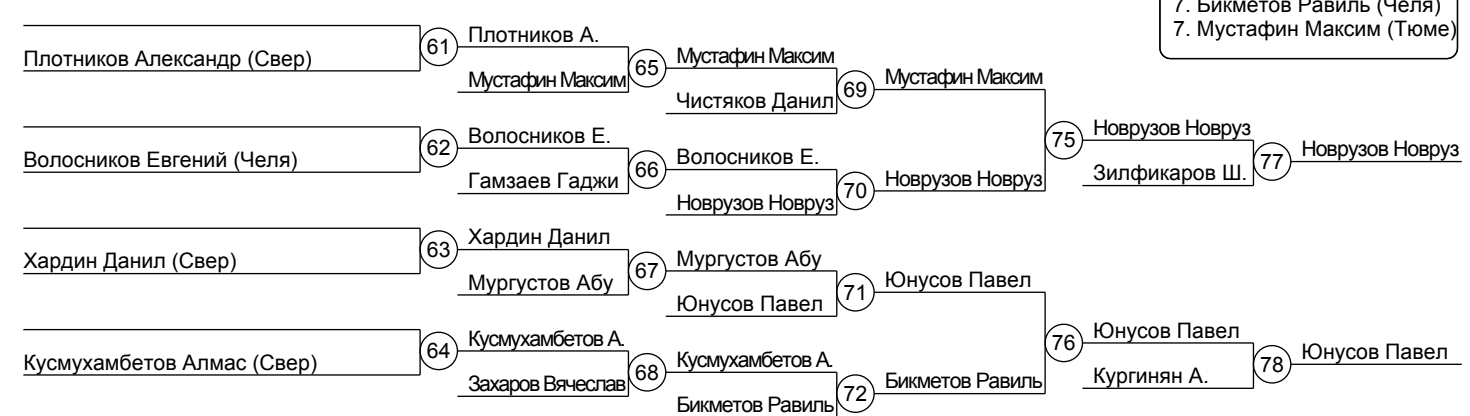 7. Бикметов Равиль (Челя)
7. Мустафин Максим (Тюме)
Плотников Александр (Свер)
61
Плотников А.
Мустафин Максим
65
Мустафин Максим
Чистяков Данил
69
Мустафин Максим
Волосников Евгений (Челя)
62
Волосников Е.
Гамзаев Гаджи
66
Волосников Е.
Новрузов Новруз
70
Новрузов Новруз
75
Новрузов Новруз
Зилфикаров Ш.
77
Новрузов Новруз
Хардин Данил (Свер)
63
Хардин Данил
Мургустов Абу
67
Мургустов Абу
Юнусов Павел
71
Юнусов Павел
Кусмухамбетов Алмас (Свер)
64
Кусмухамбетов А.
Захаров Вячеслав
68
Кусмухамбетов А.
Бикметов Равиль
72
Бикметов Равиль
76
Юнусов Павел
Кургинян А.
78
Юнусов Павел